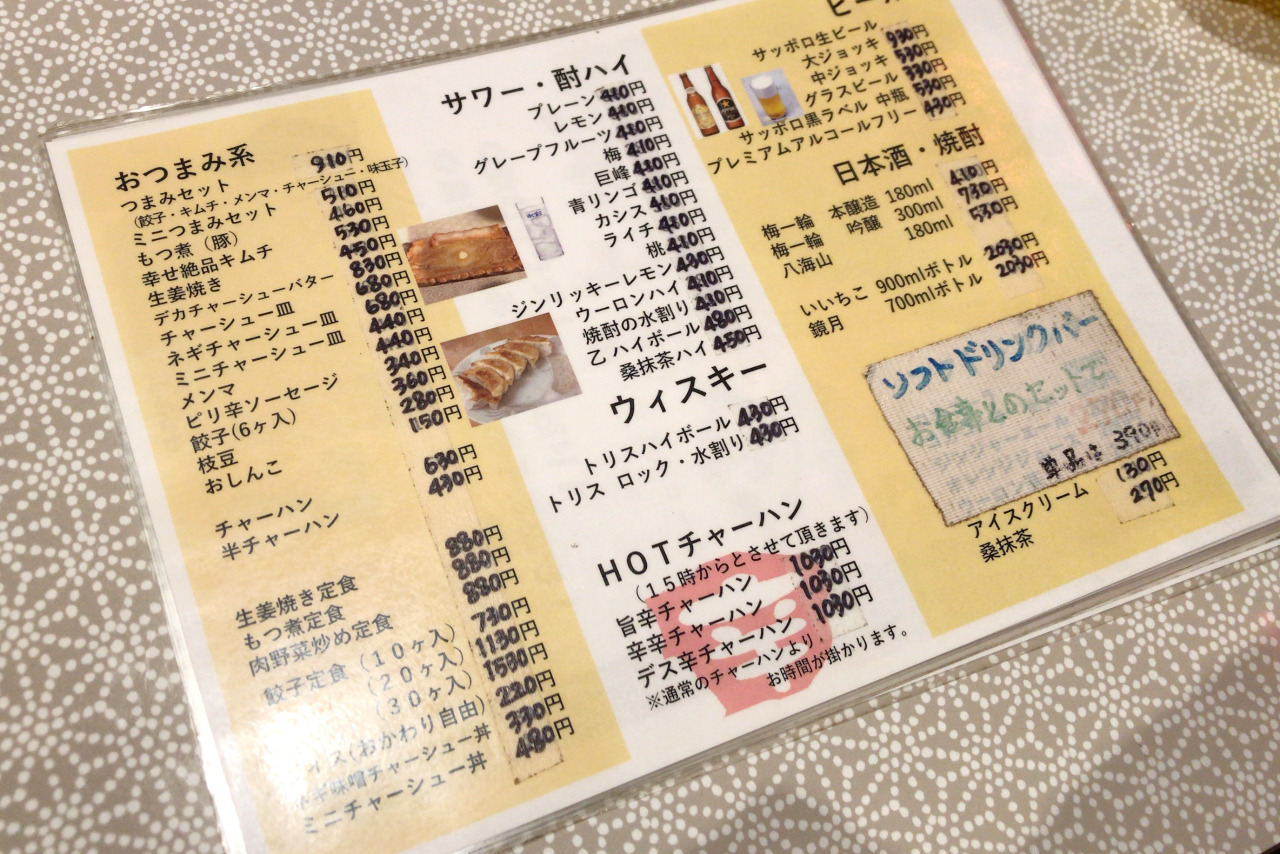 おつまみ系
つまみセット 910円
(餃子・キムチ・メンマ・チャーシュー・味玉子)
ミニつまみセット 510円
もつ煮(豚) 460円
幸せ絶品キムチ 530円
生姜焼き 450円
デカチャーシューバター 830円
チャーシュー皿 680円
ネギチャーシュー皿 680円
ミニチャーシュー皿 440円
メンマ 440円
ピリ辛ソーセージ 340円
餃子(6ヶ入) 360円
枝豆 280円
おしんこ 150円
チャーハン 630円
半チャーハン 430円
生姜焼き定食 880円
もつ煮定食 880円
肉野菜炒め定食 880円
餃子定食 (10ヶ入) 730円
(20ヶ入) 1130円
(30ヶ入) 1530円
イス(おかわり自由) 220円
ギ味噌チャーシュー丼 330円
ミニチャーシュー丼 480円
サワー・酎ハイ
プレーン 410円
レモン 410円
グレープフルーツ 410円
梅 410円
巨峰 430円
青リンゴ 410円
カシス 410円
ライチ 410円
桃 410円
ジンリッキーレモン 430円
ウーロンハイ 410円
焼酎の水割り 410円
乙ハイボール 480円
桑抹茶ハイ 450円
ウィスキー
トリスハイボール 430円
トリス ロック・水割り 430円
HOTチャーハン
(15時からとさせて頂きます)
旨辛チャーハン 1030円
辛辛チャーハン 1030円
デス辛チャーハン 1030円
※通常のチャーハンより
お時間が掛かります。
ビール
サッポロ生ビール
大ジョッキ 930円
中ジョッキ 530円
グラスビール 330円
サッポロ黒ラベル 中瓶 530円
プレミアムアルコールフリー 430円
日本酒・焼酎
梅一輪 本醸造 180ml 410円
梅一輪 吟醸 300ml 730円
八海山 180ml 530円
いいちこ 900mlボトル 2630円
鏡月 700mlボトル 2030円
ソフトドリンクバー
お食事とのセットで
単品は 390円
アイスクリーム 130円
桑抹茶 270円